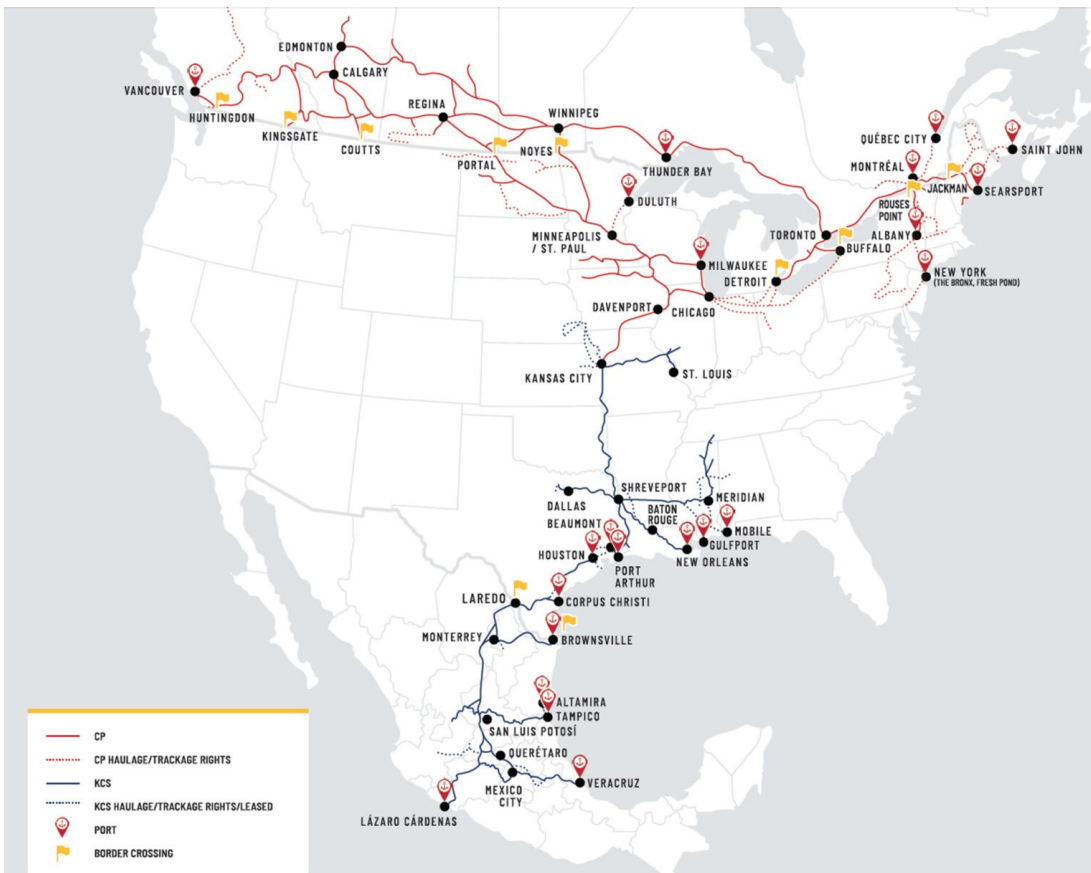 EDMONTON
CALGARY
VANCOUVER
HUNTINGDON
KINGSGATE
COUTTS
REGINA
PORTAL
WINNIPEG
NOYES
THUNDER BAY
DULUTH
MINNEAPOLIS
/ ST. PAUL
MILWAUKEE
CHICAGO
DAVENPORT
DETROIT
TORONTO
BUFFALO
QUÉBEC CITY
MONTRÉAL
SAINT JOHN
JACKMAN
SEARSPORT
ROUSES
POINT
ALBANY
NEW YORK
(THE BRONX, FRESH POND)
KANSAS CITY
ST. LOUIS
SHREVEPORT
MERIDIAN
DALLAS
BATON
ROUGE
BEAUMONT
MOBILE
GULFPORT
NEW ORLEANS
HOUSTON
PORT
ARTHUR
LAREDO
CORPUS CHRISTI
MONTERREY
BROWNSVILLE
ALTAMIRA
TAMPICO
SAN LUIS POTOSÍ
QUERÉTARO
MEXICO
CITY
VERACRUZ
LÁZARO CÁRDENAS
CP
CP HAULAGE/TRACKAGE RIGHTS
KCS
KCS HAULAGE/TRACKAGE RIGHTS/LEASED
PORT
BORDER CROSSING